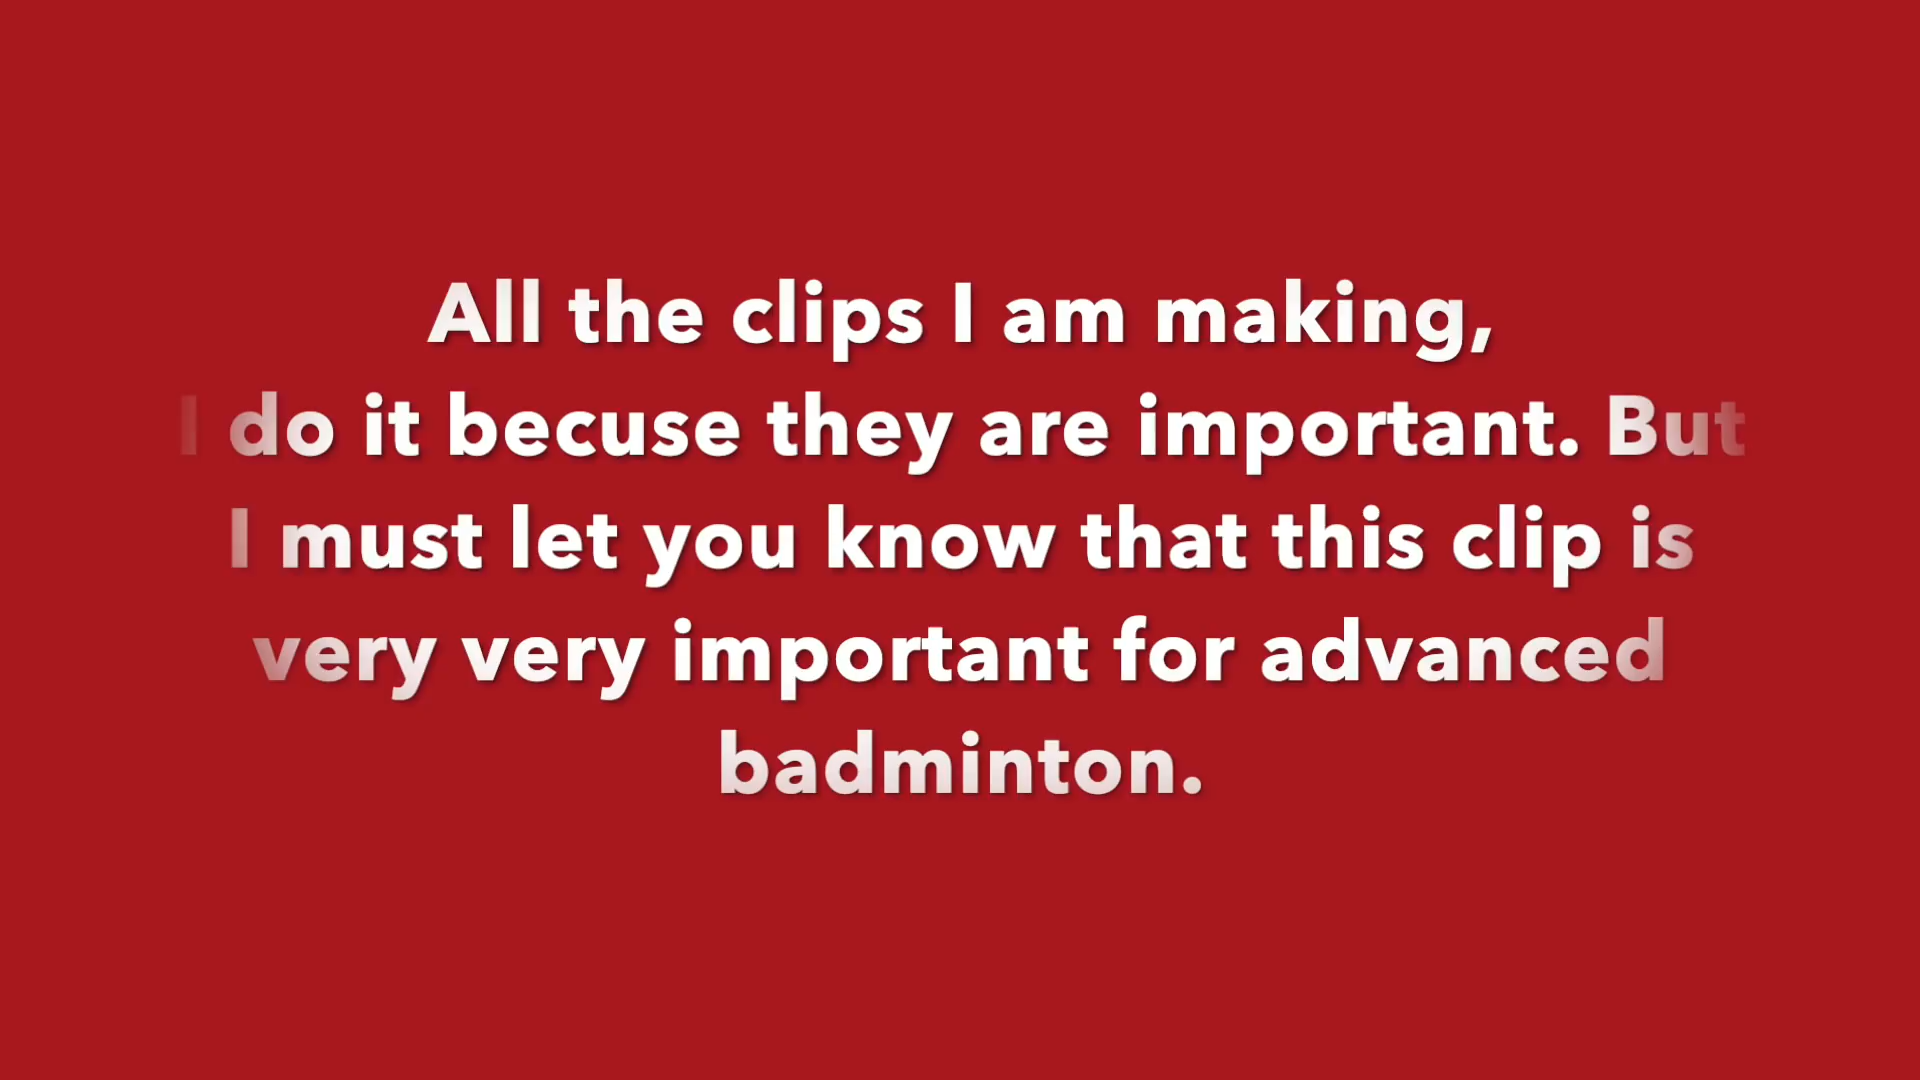 All the clips I am making,
I do it becuse they are important. But
I must let you know that this clip is
very very important for advanced
badminton.